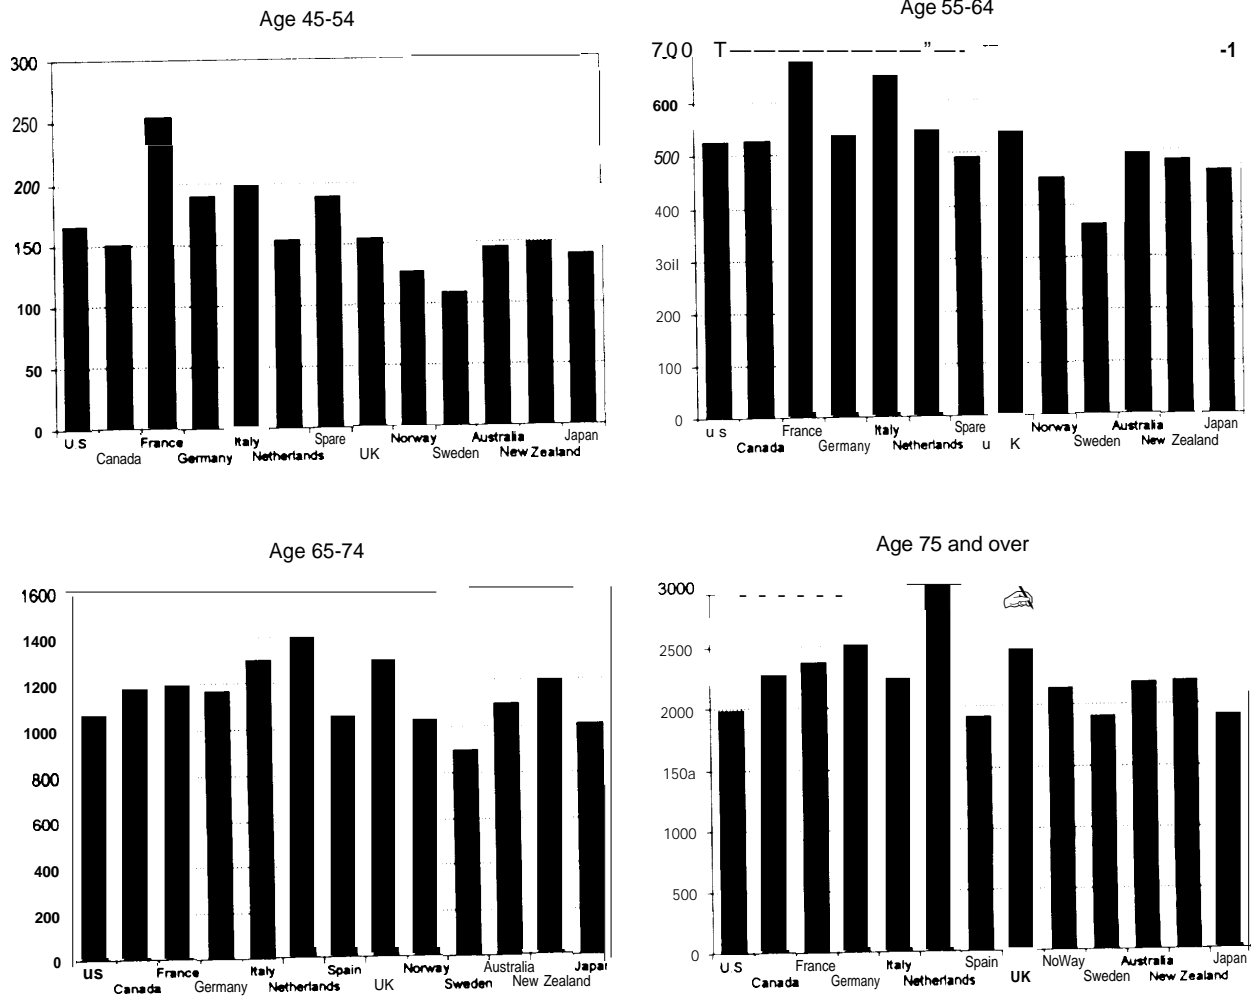 Age 45-54
300
250
200
150
100
50
0
US France Italy Spare Norway Australia Japan
Canada Germany Netherlands UK Sweden New Zealand
Age 55-64
700 T — — — — — — — — ” — -
-1
600
500
400
3oil
200
100
0
u s France Italy Spare Norway Australia Japan
Canada Germany Netherlands u K Sweden New Zealand
Age 65-74
1600
1400
1200
1000
800
600
400
200
0
US France Italy Spain Norway Australia Japar
Canada Germany Netherlands UK Sweden New Zealand
Age 75 and over
3000
2500
2000
150a
1000
500
0
U.S France Italy Spain NoWay Australia Japan
Canada Germany Netherlands UK Sweden New Zealand